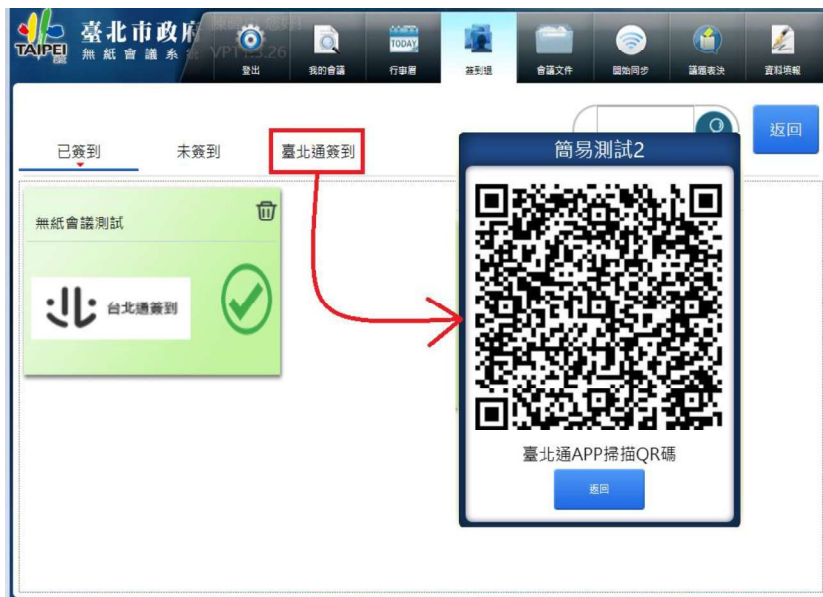 TAIPEI
臺北市政府
無紙會議系統
VP11.3.26
登出
我的會議
TODAY
行事曆
簽到退
會議文件
開始同步
議題表決
資料填報
已簽到
未簽到
臺北通簽到
返回
無紙會議測試
台北通簽到
簡易測試2
臺北通APP掃描QR碼
返回